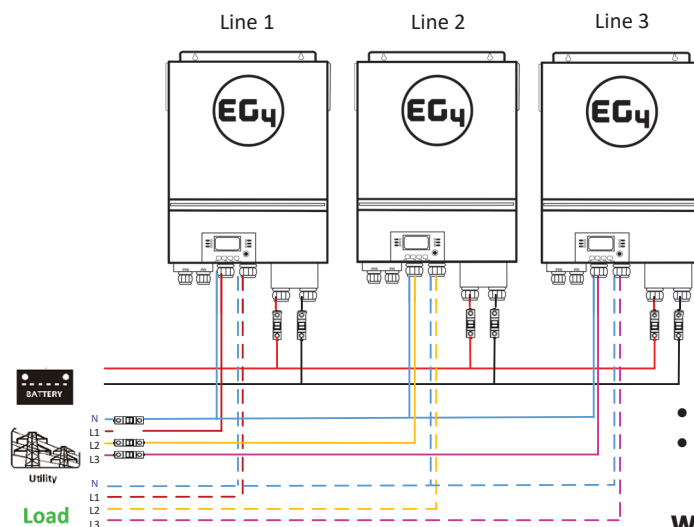 Line 1
Line 2
Line 3
EG4
EG4
EG4
BATTERY
N
L1
L2
L3
Utility
N
L1
L2
L3
Load
W